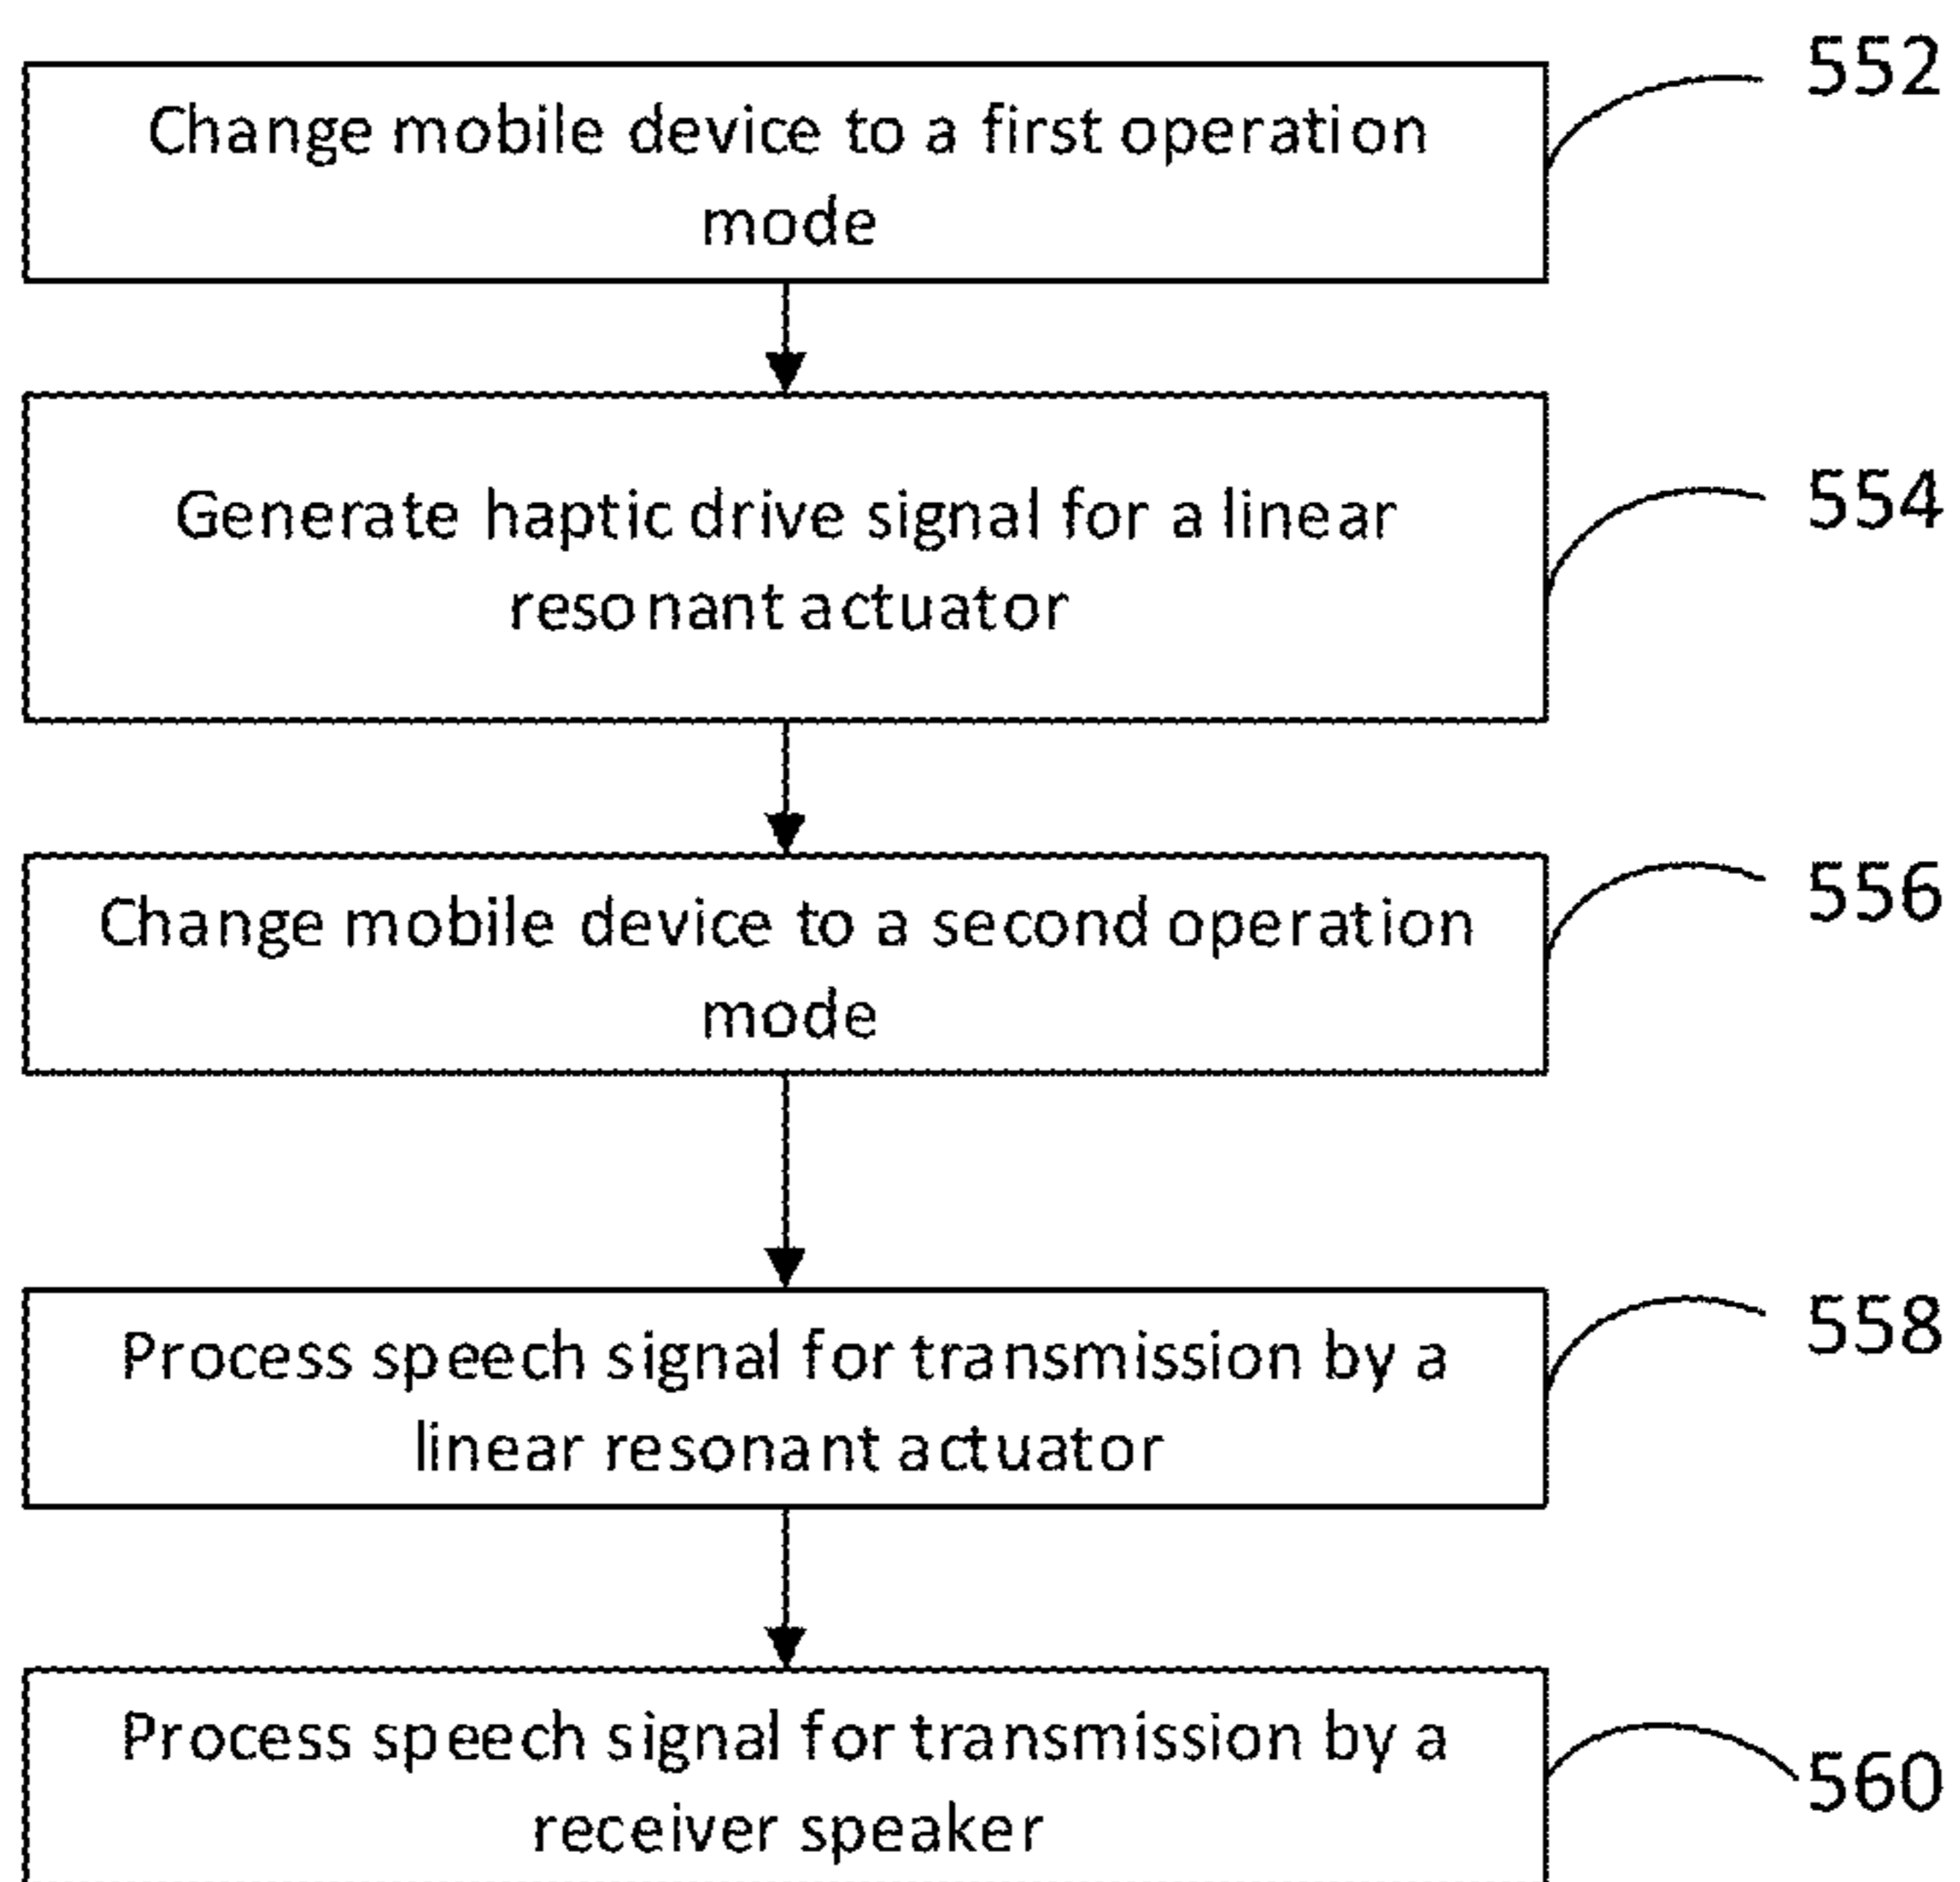 552
Change mobile device to a first operation
mode
554
Generate haptic drive signal for a linear
resonant actuator
556
Change mobile device to a second operation
mode
558
Process speech signal for transmission by a
linear resonant actuator
Process speech signal for transmission by a
560
receiver speaker